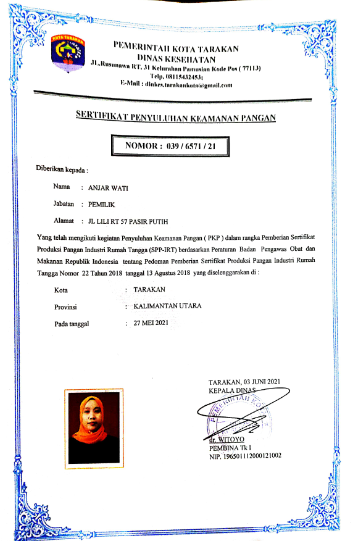 KOTA TARAKAN
PEMERINTAH KOTA TARAKAN
DINAS KESEHATAN
JL.Rusunawa RT. 31 Kelurahan Pamusian Kode Pos ( 77113)
Telp. 08115432453;
E-Mail : dinkes.tarakankota@gmail.com
SERTIFIKAT PENYULUHAN KEAMANAN PANGAN
NOMOR : 039 / 6571 / 21
Diberikan kepada :
Nama : ANJAR WATI
Jabatan : PEMILIK
Alamat : JL LILI RT 57 PASIR PUTIH
Yang telah mengikuti kegiatan Penyuluhan Keamanan Pangan ( PKP ) dalam rangka Pemberian Sertifikat
Produksi Pangan Industri Rumah Tangga (SPP-IRT) berdasarkan Peraturan Badan Pengawas Obat dan
Makanan Republik Indonesia tentang Pedoman Pemberian Sertifikat Produksi Pangan Industri Rumah
Tangga Nomor 22 Tahun 2018 tanggal 13 Agustus 2018 yang diselenggarakan di :
Kota : TARAKAN
Provinsi : KALIMANTAN UTARA
Pada tanggal : 27 MEI 2021
TARAKAN, 03 JUNI 2021
KEPALA DINAS
dr. WITOYO
PEMBINA Tk I
NIP. 196501112000121002